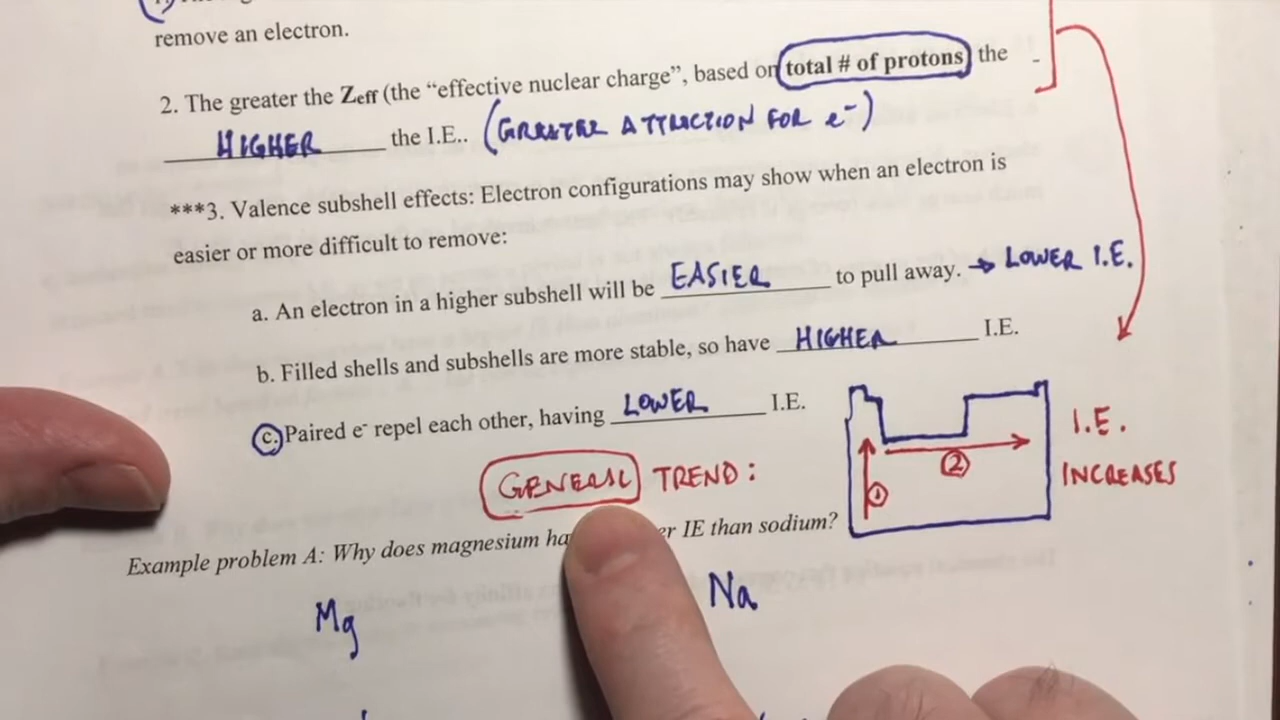 remove an electron.
2. The greater the Zeff (the “effective nuclear charge”, based on total # of protons) the
HIGHER the I.E.. (GREATER ATTRACTION FOR e-)
***3. Valence subshell effects: Electron configurations may show when an electron is
easier or more difficult to remove:
a. An electron in a higher subshell will be EASIER to pull away. → LOWER I.E.
b. Filled shells and subshells are more stable, so have HIGHER I.E.
c. Paired e- repel each other, having LOWER I.E.
GENERAL TREND:
1
2
I.E.
INCREASES
Example problem A: Why does magnesium IE than sodium?
Mg
Na